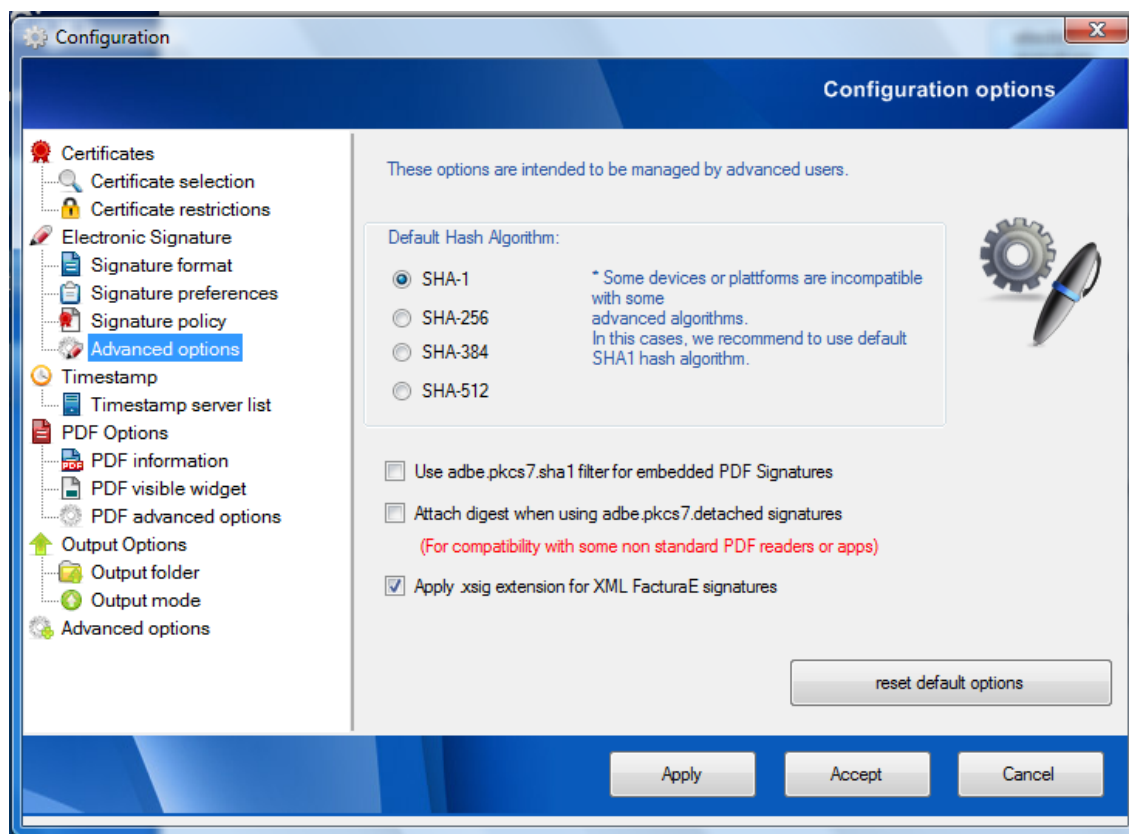 Configuration
Configuration options
Certificates
Certificate selection
Certificate restrictions
Electronic Signature
Signature format
Signature preferences
Signature policy
Advanced options
Timestamp
Timestamp server list
PDF Options
PDF information
PDF visible widget
PDF advanced options
Output Options
Output folder
Output mode
Advanced options
These options are intended to be managed by advanced users.
Default Hash Algorithm:
SHA-1
SHA-256
SHA-384
SHA-512
* Some devices or plattforms are incompatible
with some
advanced algorithms.
In this cases, we recommend to use default
SHA1 hash algorithm.
Use adbe.pkcs7.sha1 filter for embedded PDF Signatures
Attach digest when using adbe.pkcs7.detached signatures
(For compatibility with some non standard PDF readers or apps)
Apply .xsig extension for XML FacturaE signatures
reset default options
Apply
Accept
Cancel